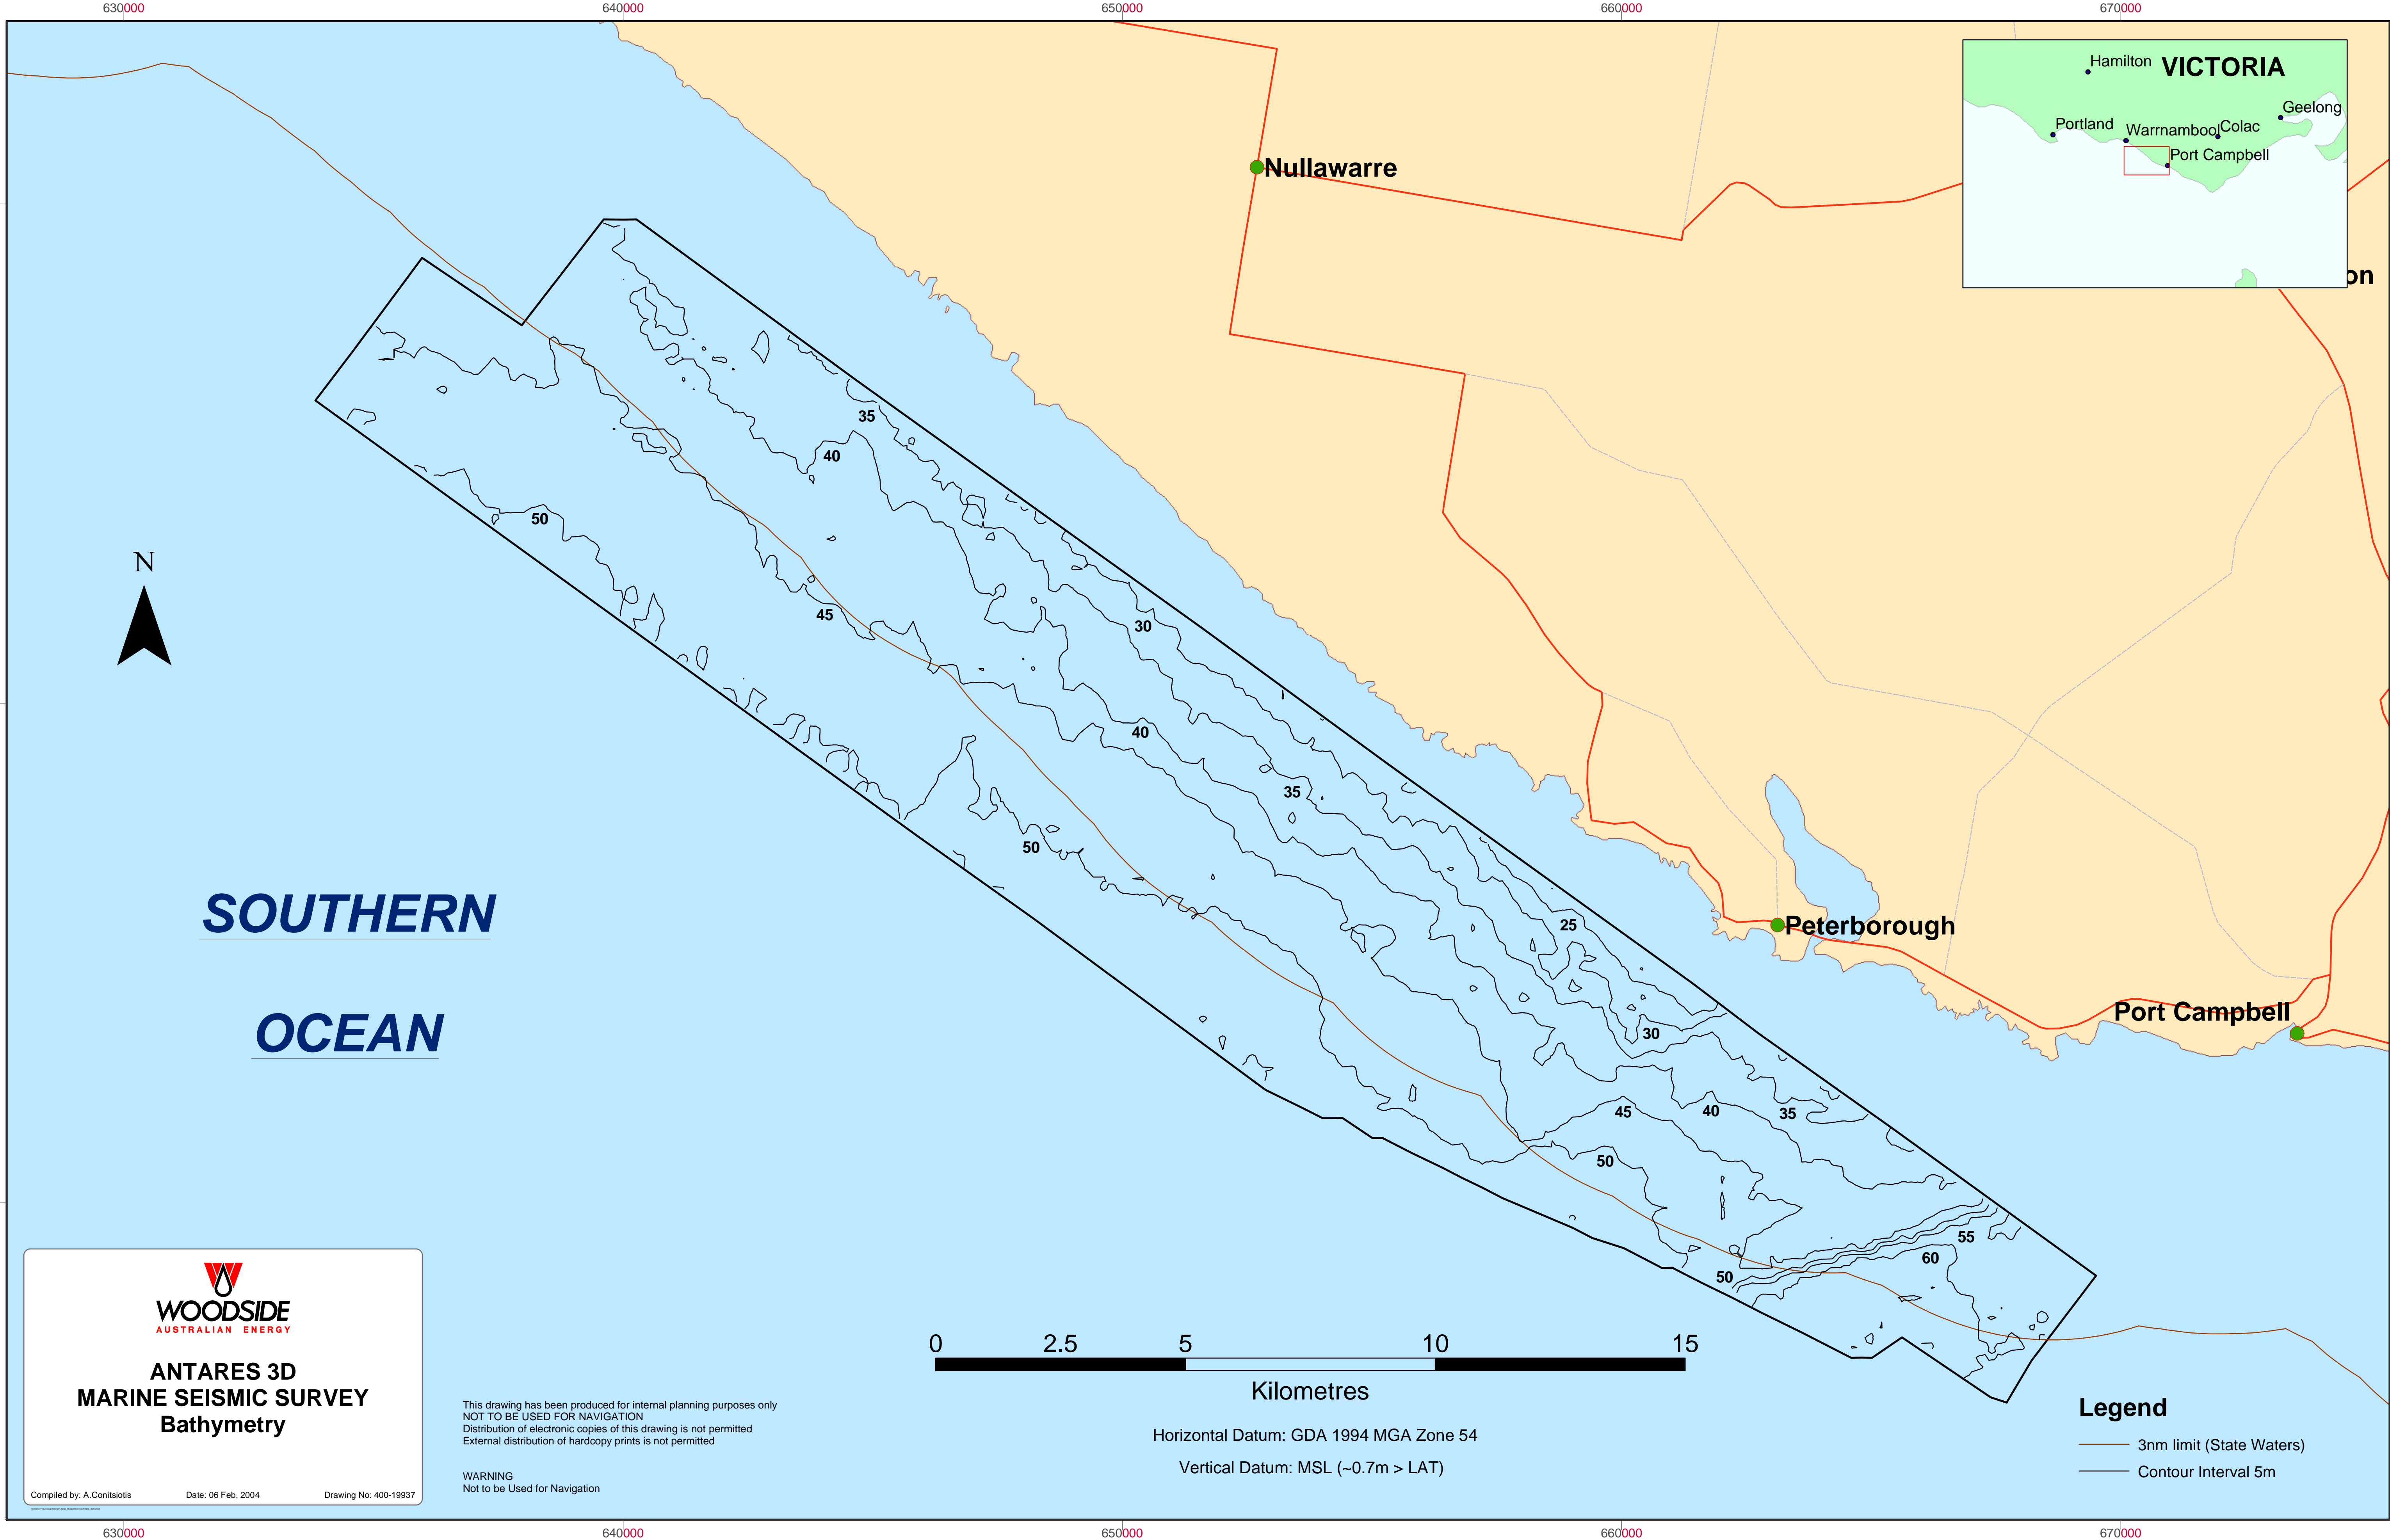 630000 640000 650000 660000 670000
Hamilton
VICTORIA
Geelong
Portland
Warrnambool
Colac
Port Campbell
Nullawarre
on
35
40
50
45
30
40
35
50
25
Peterborough
30
Port Campbell
45
40
35
50
55
60
50
N
SOUTHERN
OCEAN
WOODSIDE
AUSTRALIAN ENERGY
ANTARES 3D
MARINE SEISMIC SURVEY
Bathymetry
Compiled by: A.Conitsiotis Date: 06 Feb, 2004 Drawing No: 400-19937
This drawing has been produced for internal planning purposes only
NOT TO BE USED FOR NAVIGATION
Distribution of electronic copies of this drawing is not permitted
External distribution of hardcopy prints is not permitted
WARNING
Not to be Used for Navigation
0 2.5 5 10 15
Kilometres
Horizontal Datum: GDA 1994 MGA Zone 54
Vertical Datum: MSL (~0.7m > LAT)
Legend
3nm limit (State Waters)
Contour Interval 5m
630000 640000 650000 660000 670000